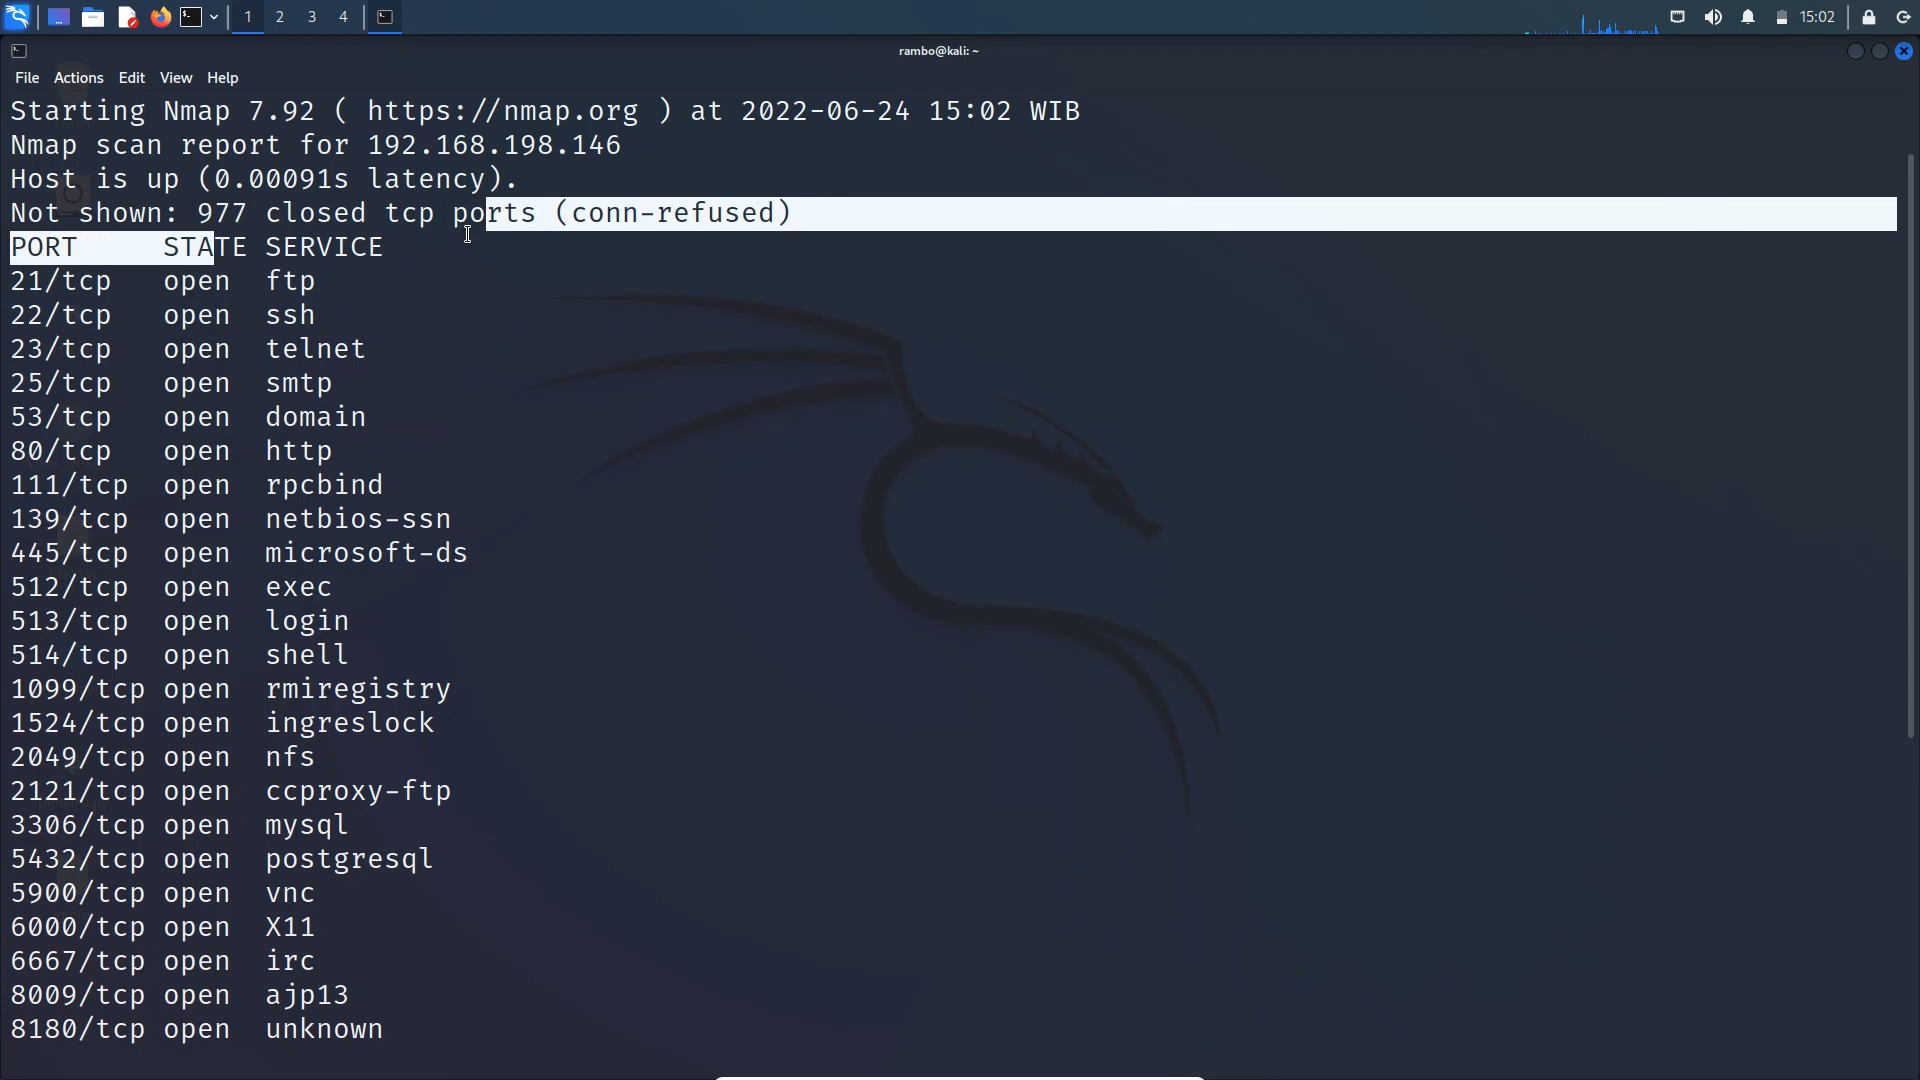 1 2 3 4
15:02
rambo@kali: ~
File Actions Edit View Help
Starting Nmap 7.92 ( https://nmap.org ) at 2022-06-24 15:02 WIB
Nmap scan report for 192.168.198.146
Host is up (0.00091s latency).
Not shown: 977 closed tcp ports (conn-refused)
PORT     STATE SERVICE
21/tcp   open  ftp
22/tcp   open  ssh
23/tcp   open  telnet
25/tcp   open  smtp
53/tcp   open  domain
80/tcp   open  http
111/tcp  open  rpcbind
139/tcp  open  netbios-ssn
445/tcp  open  microsoft-ds
512/tcp  open  exec
513/tcp  open  login
514/tcp  open  shell
1099/tcp open  rmiregistry
1524/tcp open  ingreslock
2049/tcp open  nfs
2121/tcp open  ccproxy-ftp
3306/tcp open  mysql
5432/tcp open  postgresql
5900/tcp open  vnc
6000/tcp open  X11
6667/tcp open  irc
8009/tcp open  ajp13
8180/tcp open  unknown